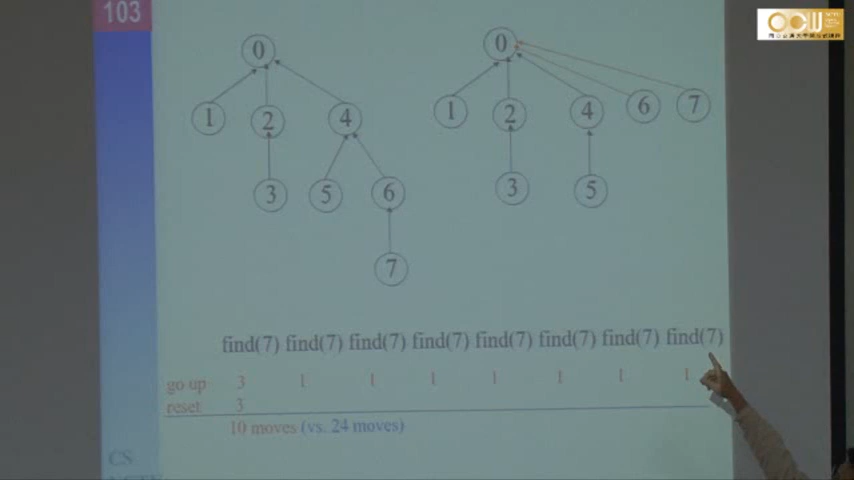 103
0 0
1 2 4 1 2 4 6 7
3 5 6 3 5
7
find(7) find(7) find(7) find(7) find(7) find(7) find(7) find(7)
go up 3 1 1 1 1 1 1 1
reset 3
10 moves (vs. 24 moves)
CS
OCW